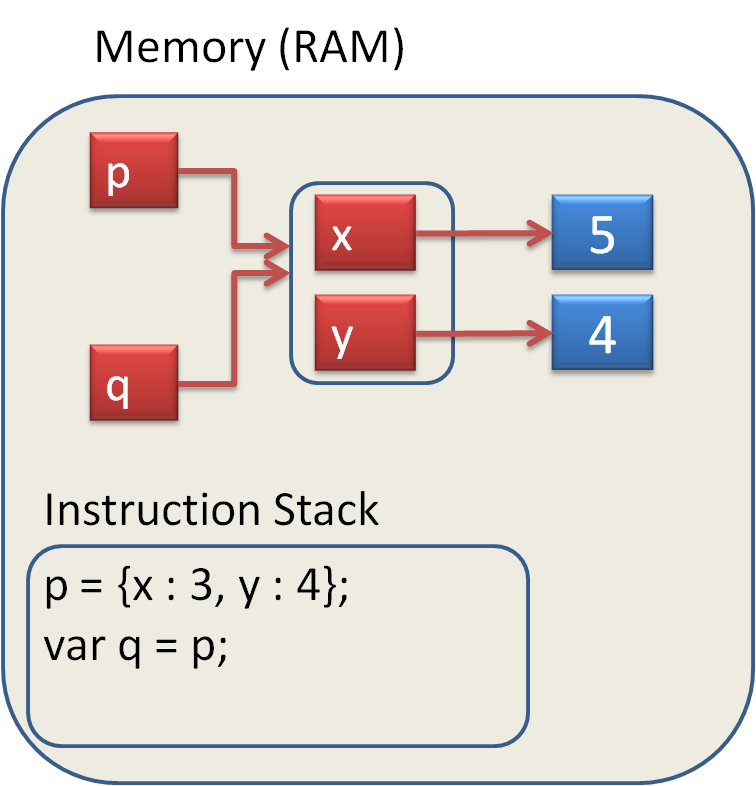 Memory (RAM)
p
x
5
y
4
q
Instruction Stack
p = {x : 3, y : 4};
var q = p;